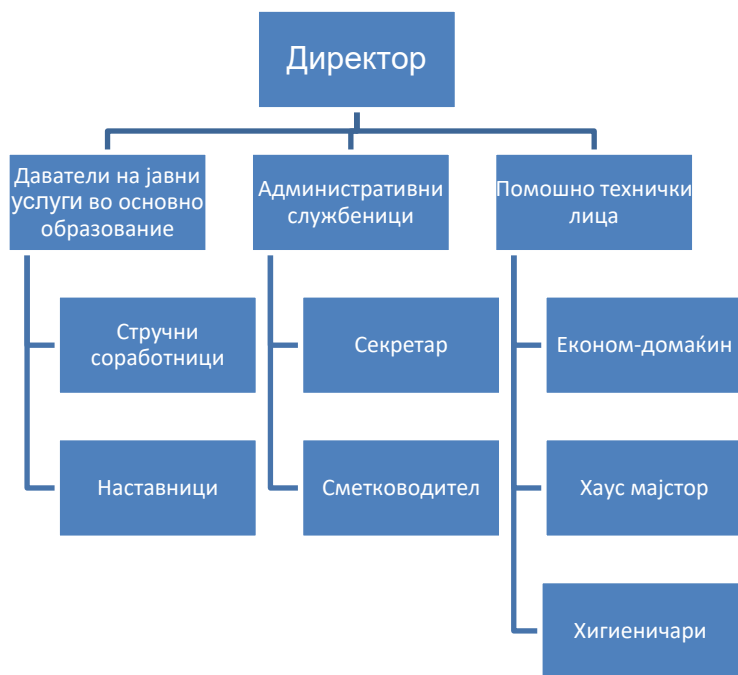 Директор
Даватели на јавни
услуги во основно
образование
Административни
службеници
Помошно технички
лица
Стручни
соработници
Секретар
Економ-домаќин
Наставници
Сметководител
Хаус мајстор
Хигиеничари